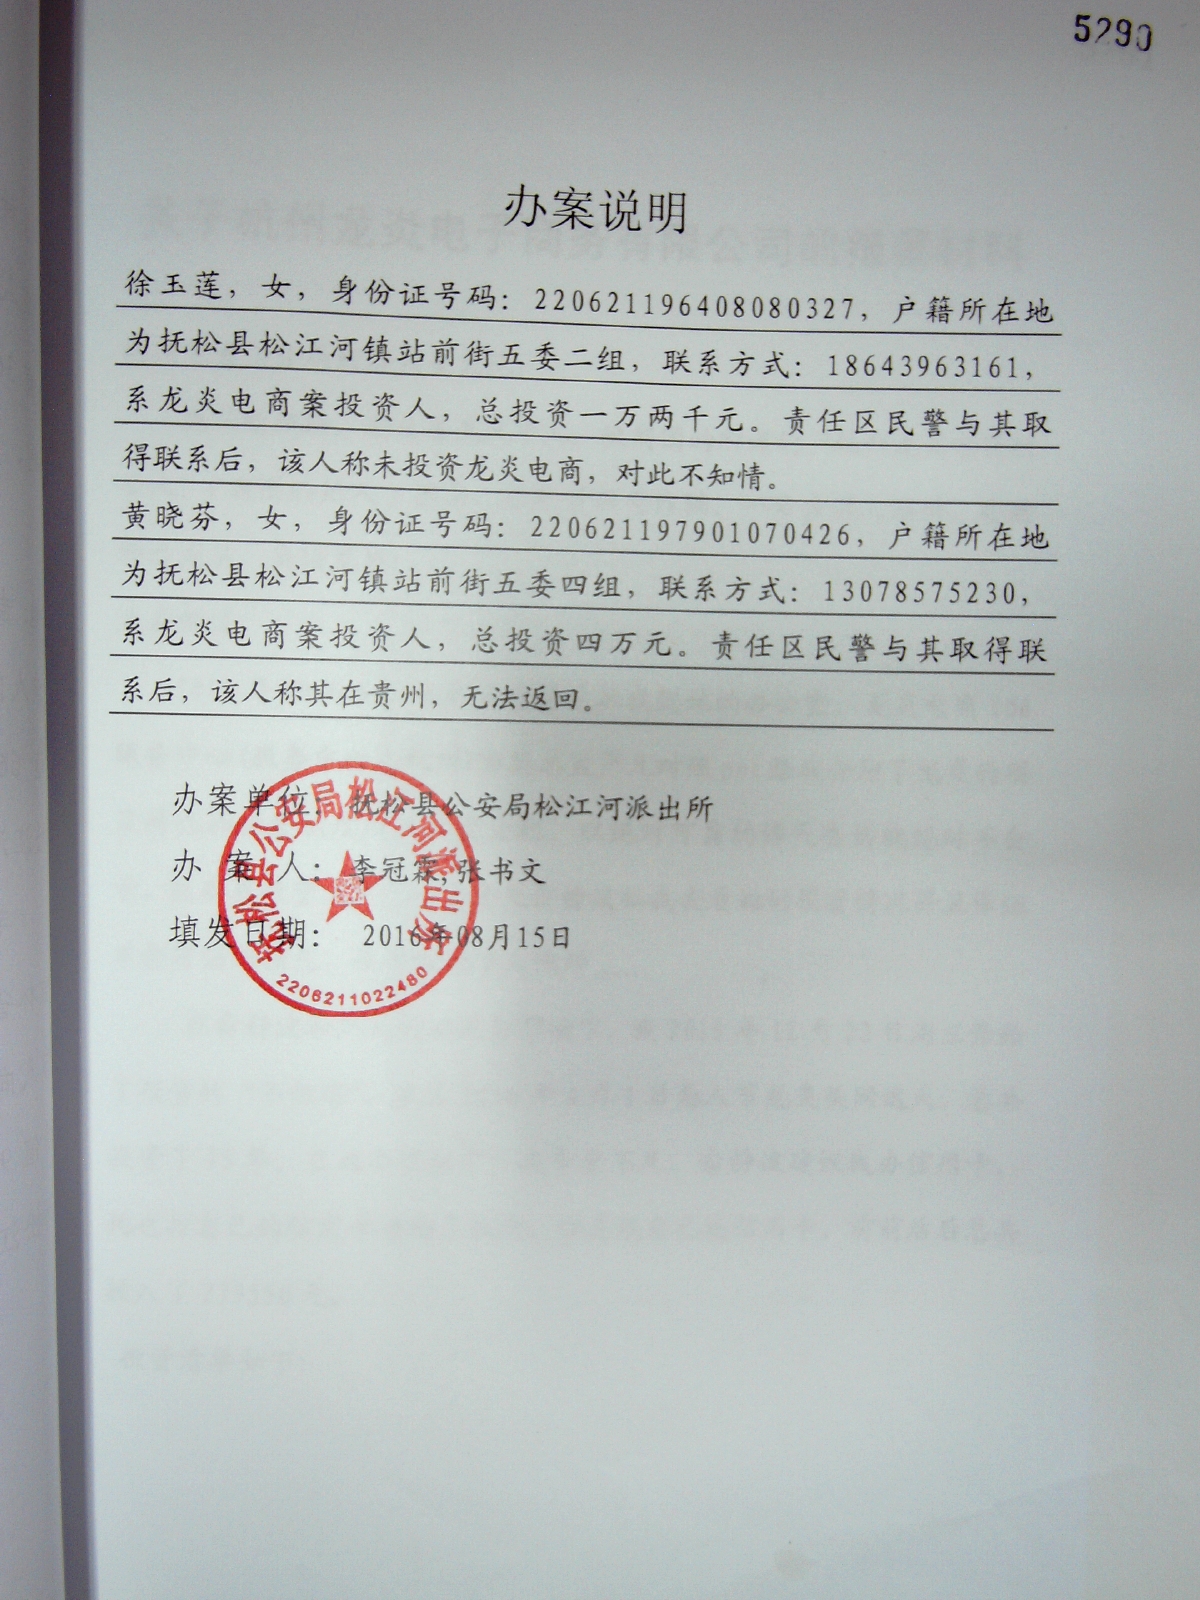 5290
办案说明
徐玉莲，女，身份证号码：220621196408080327，户籍所在地
为抚松县松江河镇站前街五委二组，联系方式：18643963161，
系龙炎电商案投资人，总投资一万两千元。责任区民警与其取
得联系后，该人称未投资龙炎电商，对此不知情。
黄晓芬，女，身份证号码：220621197901070426，户籍所在地
为抚松县松江河镇站前街五委四组，联系方式：13078575230，
系龙炎电商案投资人，总投资四万元。责任区民警与其取得联
系后，该人称其在贵州，无法返回。
办案单位：抚松县公安局松江河派出所
办 案 人：李冠霖,张书文
填发日期： 2016年08月15日
抚松县公安局松江河派出所
2206211022480